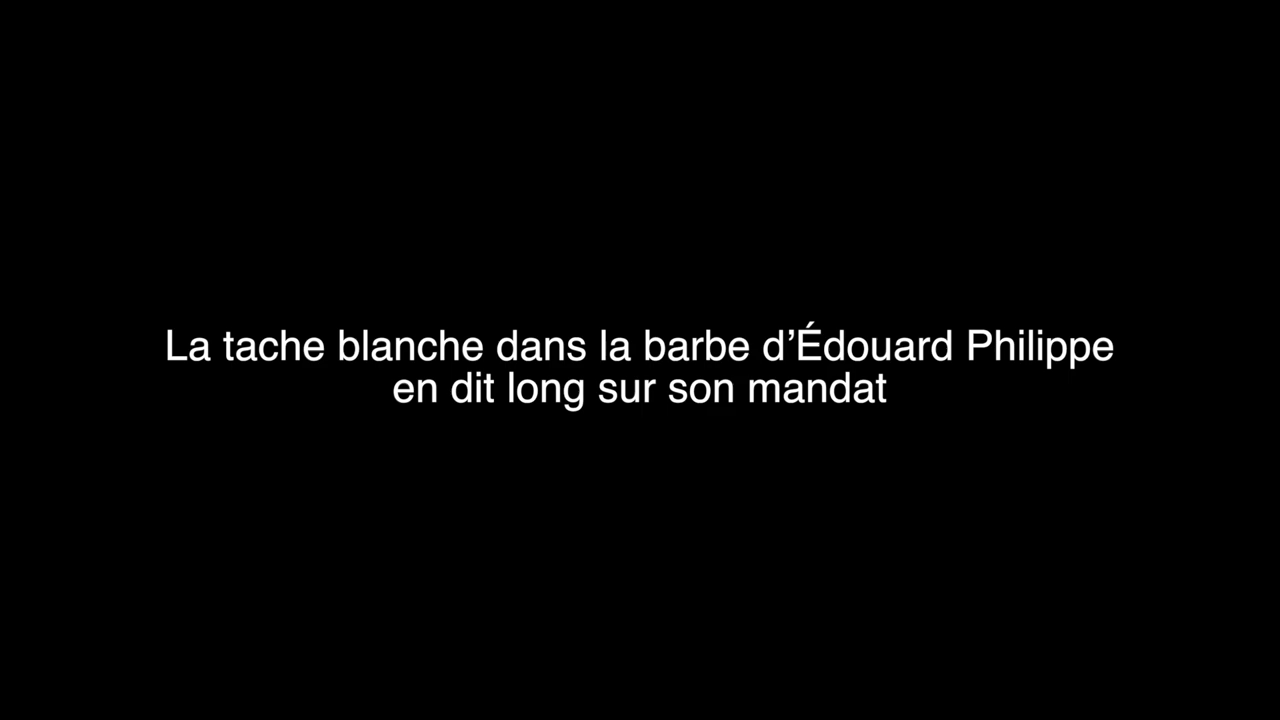 La tache blanche dans la barbe d’Édouard Philippe
en dit long sur son mandat